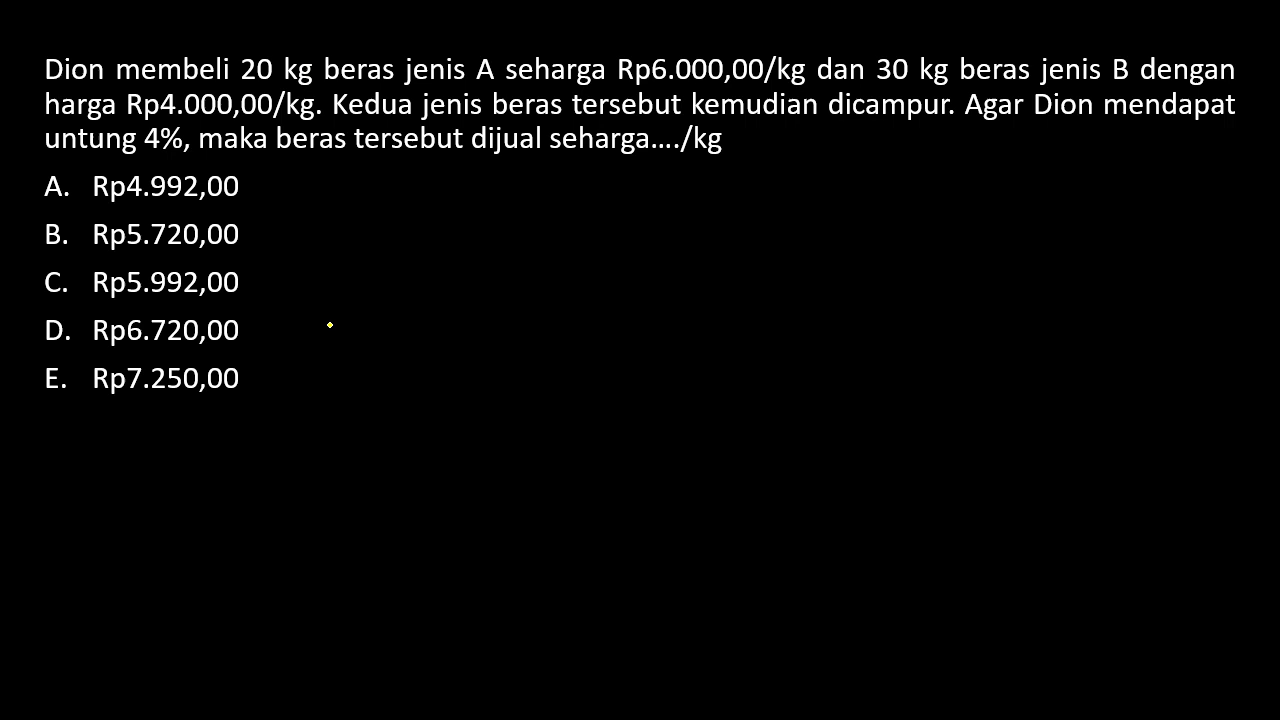 Dion membeli 20 kg beras jenis A seharga Rp6.000,00/kg dan 30 kg beras jenis B dengan
harga Rp4.000,00/kg. Kedua jenis beras tersebut kemudian dicampur. Agar Dion mendapat
untung 4%, maka beras tersebut dijual seharga…./kg
A. Rp4.992,00
B. Rp5.720,00
C. Rp5.992,00
D. Rp6.720,00
E. Rp7.250,00